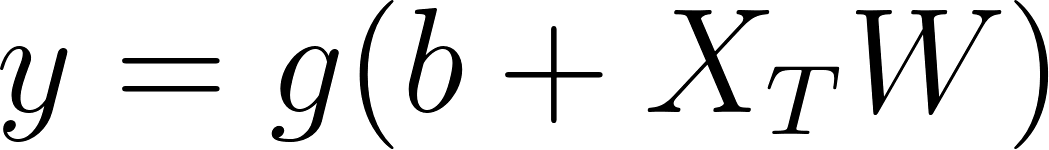 y = g(b + X_T W)